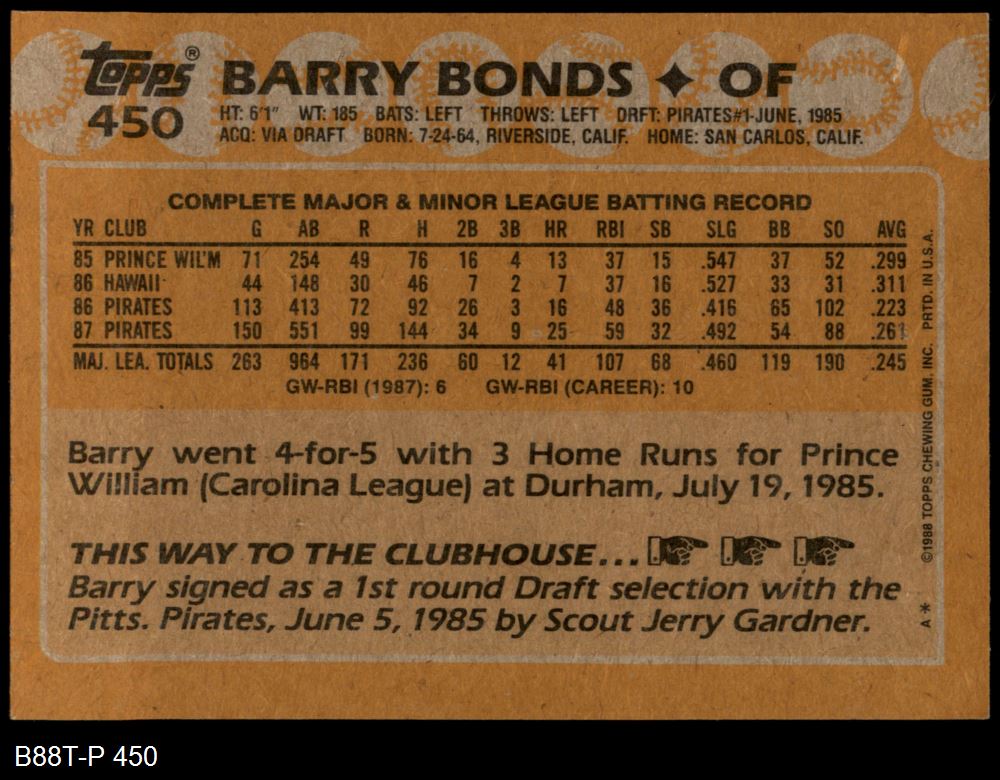 Topps®
450
BARRY BONDS ✦ OF
HT: 6'1" WT: 185 BATS: LEFT THROWS: LEFT DRFT: PIRATES#1-JUNE, 1985
ACQ: VIA DRAFT BORN: 7-24-64, RIVERSIDE, CALIF. HOME: SAN CARLOS, CALIF.
COMPLETE MAJOR & MINOR LEAGUE BATTING RECORD
YR CLUB G AB R H 2B 3B HR RBI SB SLG BB SO AVG
85 PRINCE WIL'M 71 254 49 76 16 4 13 37 15 .547 37 52 .299
86 HAWAII 44 148 30 46 7 2 7 37 16 .527 33 31 .311
86 PIRATES 113 413 72 92 26 3 16 48 36 .416 65 102 .223
87 PIRATES 150 551 99 144 34 9 25 59 32 .492 54 88 .261
MAJ. LEA. TOTALS 263 964 171 236 60 12 41 107 68 .460 119 190 .245
GW-RBI (1987): 6 GW-RBI (CAREER): 10
Barry went 4-for-5 with 3 Home Runs for Prince
William (Carolina League) at Durham, July 19, 1985.
THIS WAY TO THE CLUBHOUSE...
Barry signed as a 1st round Draft selection with the
Pitts. Pirates, June 5, 1985 by Scout Jerry Gardner.
©1988 TOPPS CHEWING GUM, INC. PRTD. IN U.S.A.
A**
B88T-P 450